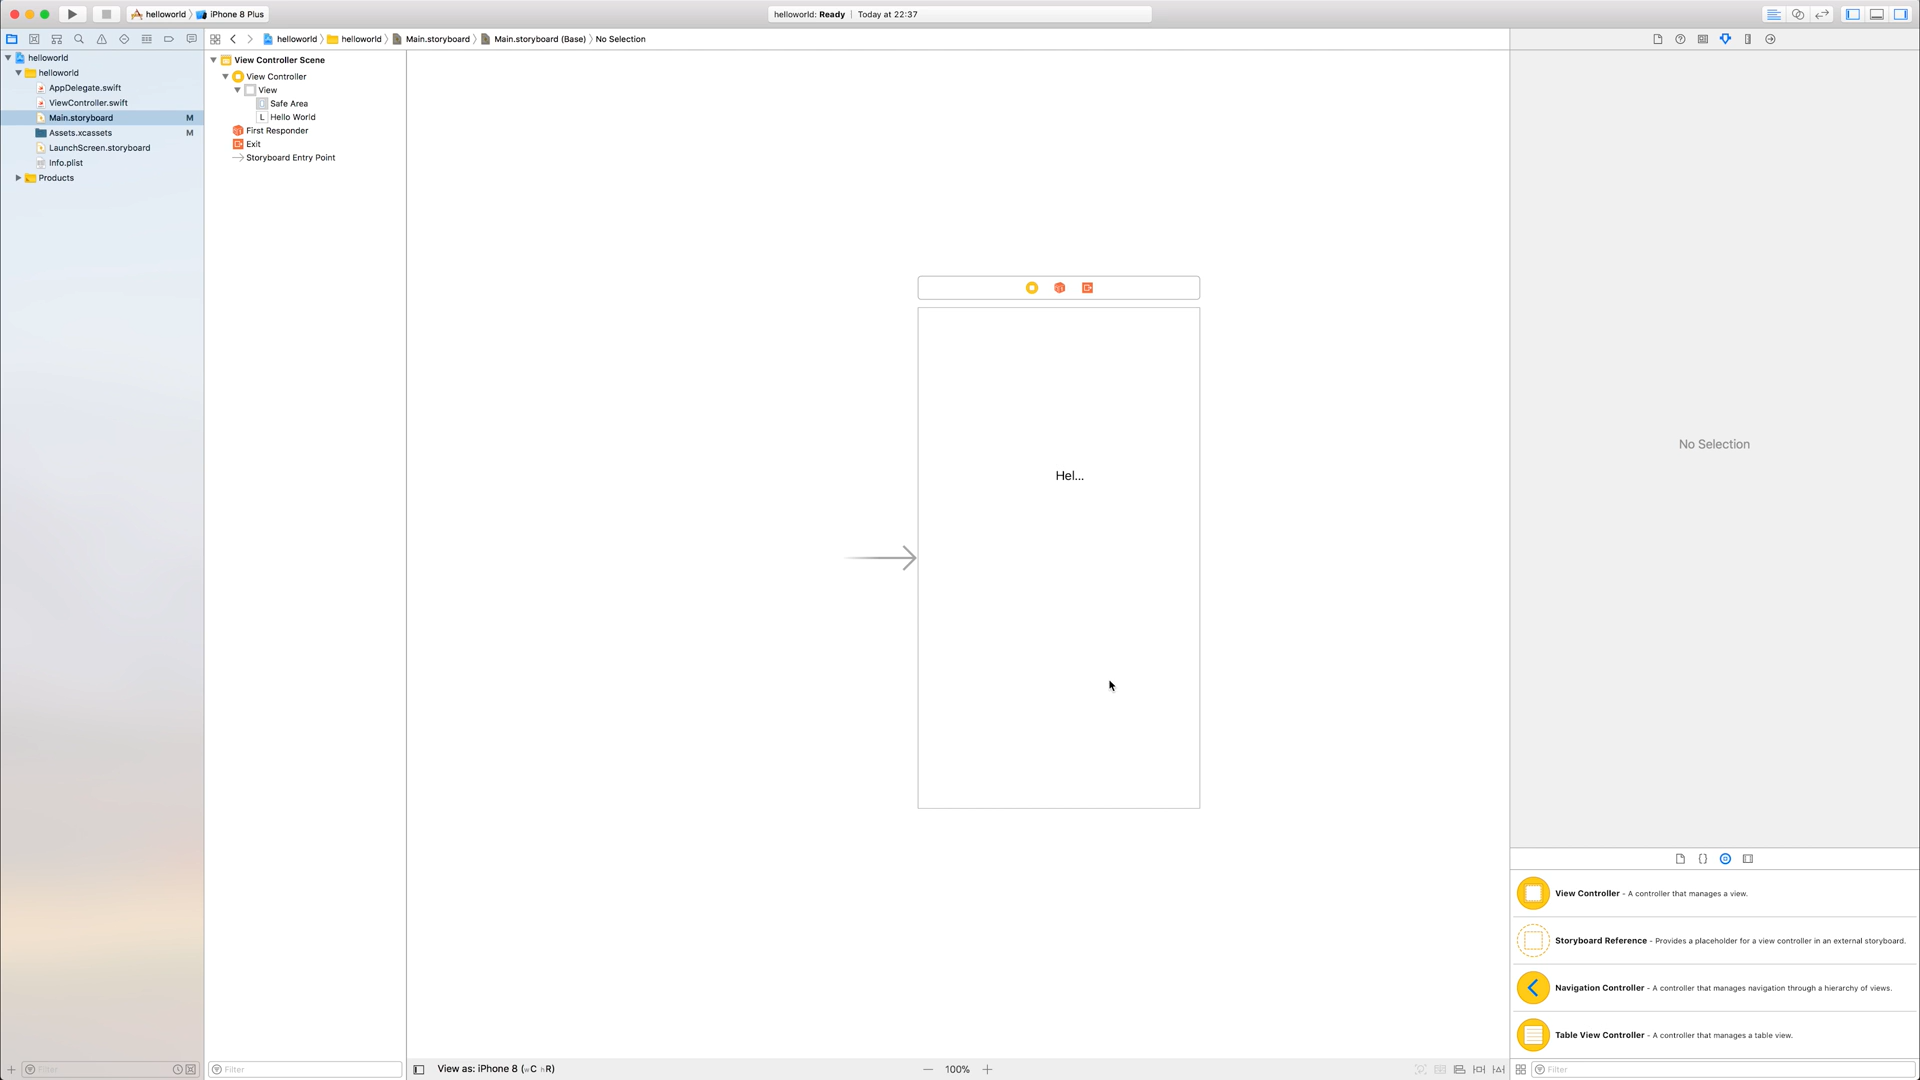 helloworld iPhone 8 Plus
helloworld: Ready | Today at 22:37
helloworld helloworld Main.storyboard Main.storyboard (Base) No Selection
helloworld
helloworld
AppDelegate.swift
ViewController.swift
Main.storyboard M
Assets.xcassets M
LaunchScreen.storyboard
Info.plist
Products
View Controller Scene
View Controller
View
Safe Area
L Hello World
First Responder
Exit
Storyboard Entry Point
Hel...
No Selection
View Controller - A controller that manages a view.
Storyboard Reference - Provides a placeholder for a view controller in an external storyboard.
Navigation Controller - A controller that manages navigation through a hierarchy of views.
Table View Controller - A controller that manages a table view.
Filter
Filter
View as: iPhone 8 (wC hR)
100%
Filter